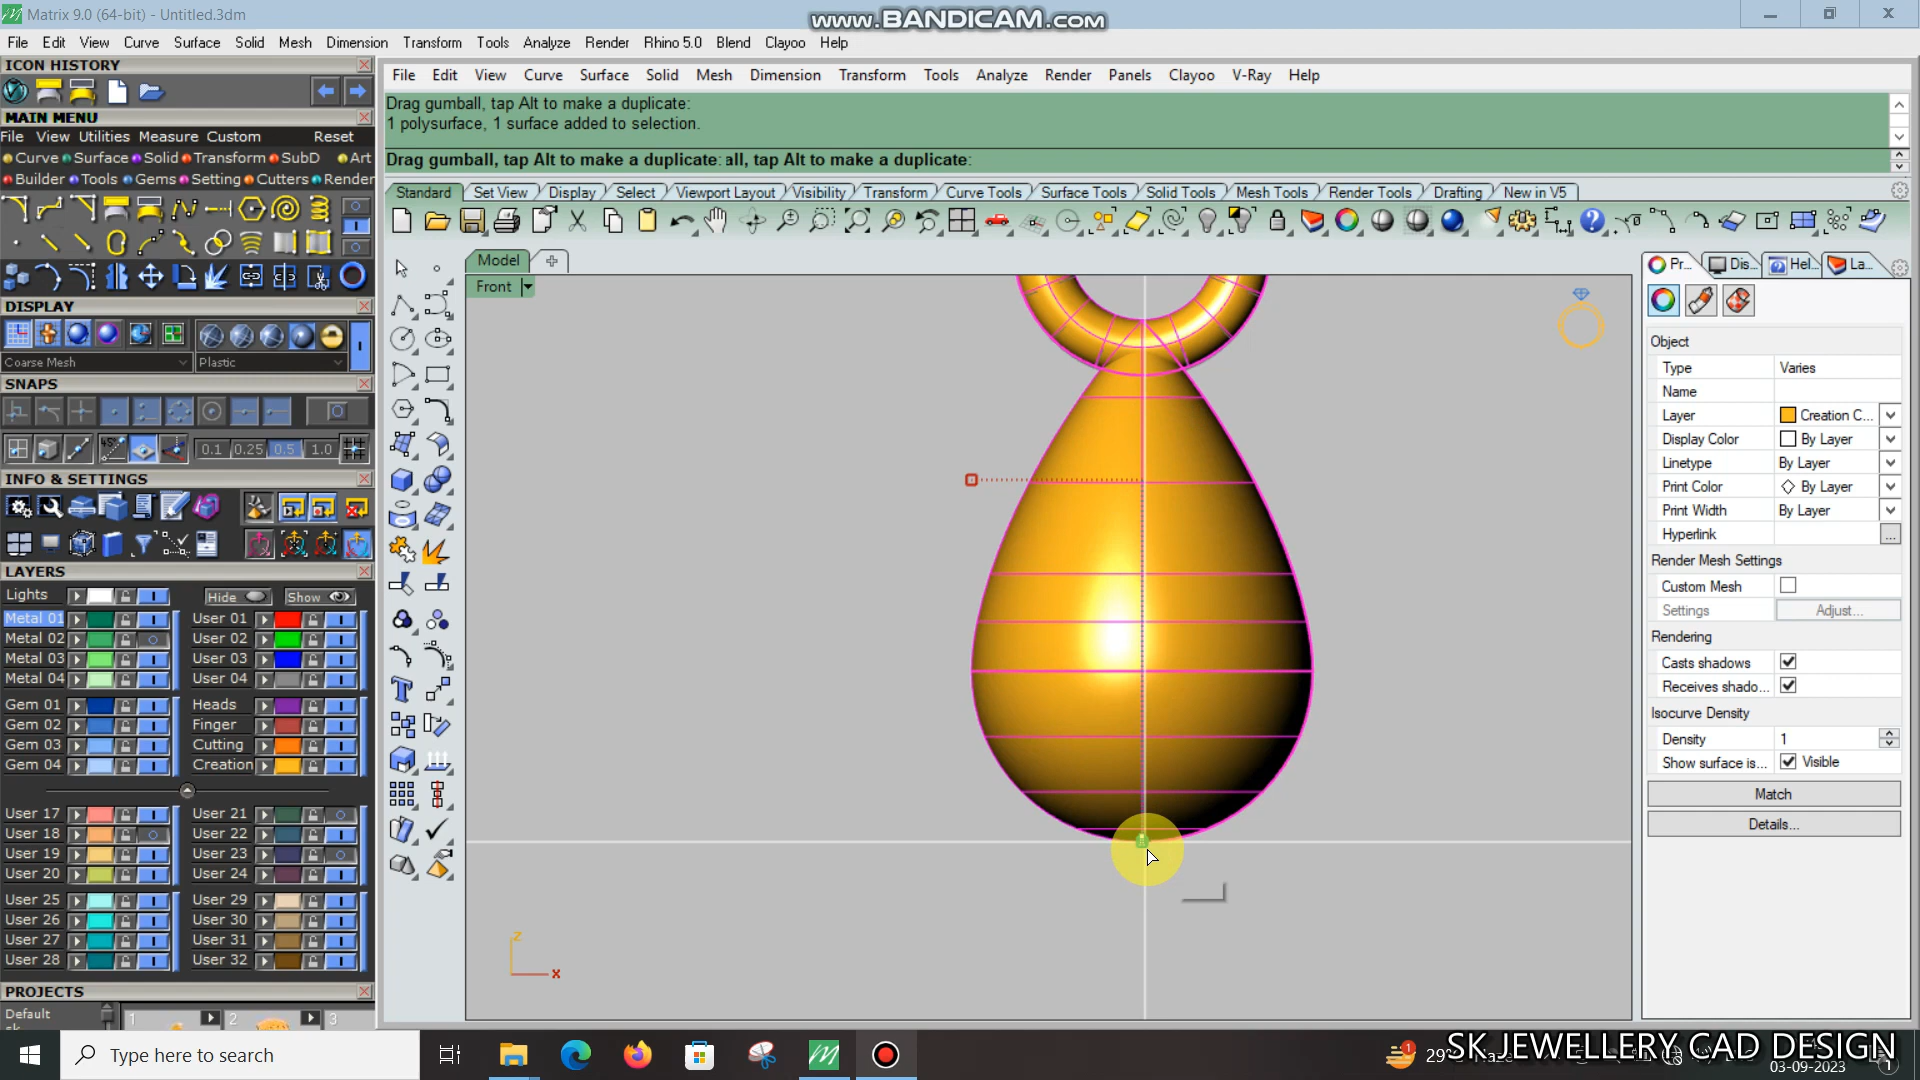 Matrix 9.0 (64-bit) - Untitled.3dm
www.BANDICAM.com
File Edit View Curve Surface Solid Mesh Dimension Transform Tools Analyze Render Rhino 5.0 Blend Clayoo Help
ICON HISTORY
MAIN MENU
File View Utilities Measure Custom Reset
Curve Surface Solid Transform SubD Art
Builder Tools Gems Setting Cutters Render
DISPLAY
Coarse Mesh Plastic
SNAPS
45°
0.1 0.25 0.5 1.0
INFO & SETTINGS
LAYERS
Lights Hide Show
Metal 01 User 01
Metal 02 User 02
Metal 03 User 03
Metal 04 User 04
Gem 01 Heads
Gem 02 Finger
Gem 03 Cutting
Gem 04 Creation
User 17 User 21
User 18 User 22
User 19 User 23
User 20 User 24
User 25 User 29
User 26 User 30
User 27 User 31
User 28 User 32
PROJECTS
Default
1 2 3
File Edit View Curve Surface Solid Mesh Dimension Transform Tools Analyze Render Panels Clayoo V-Ray Help
Drag gumball, tap Alt to make a duplicate:
1 polysurface, 1 surface added to selection.
Drag gumball, tap Alt to make a duplicate: all, tap Alt to make a duplicate:
Standard Set View Display Select Viewport Layout Visibility Transform Curve Tools Surface Tools Solid Tools Mesh Tools Render Tools Drafting New in V5
Model
Front
z
x
Pr... Dis... Hel... La...
Object
Type Varies
Name
Layer Creation C...
Display Color By Layer
Linetype By Layer
Print Color By Layer
Print Width By Layer
Hyperlink ...
Render Mesh Settings
Custom Mesh
Settings Adjust...
Rendering
Casts shadows
Receives shado...
Isocurve Density
Density 1
Show surface is... Visible
Match
Details...
Type here to search
29°
SK JEWELLERY CAD DESIGN
03-09-2023